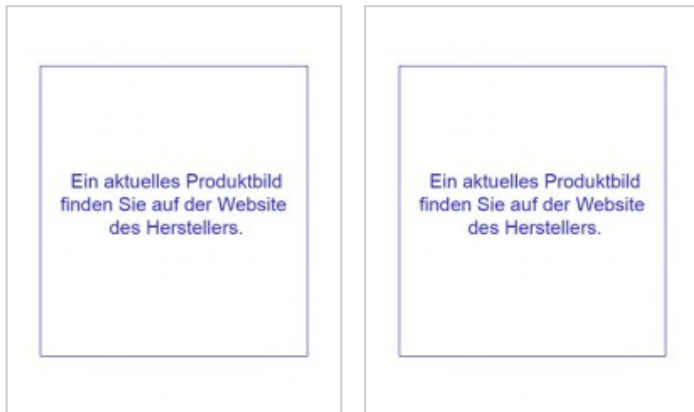 Ein aktuelles Produktbild
finden Sie auf der Website
des Herstellers.
Ein aktuelles Produktbild
finden Sie auf der Website
des Herstellers.